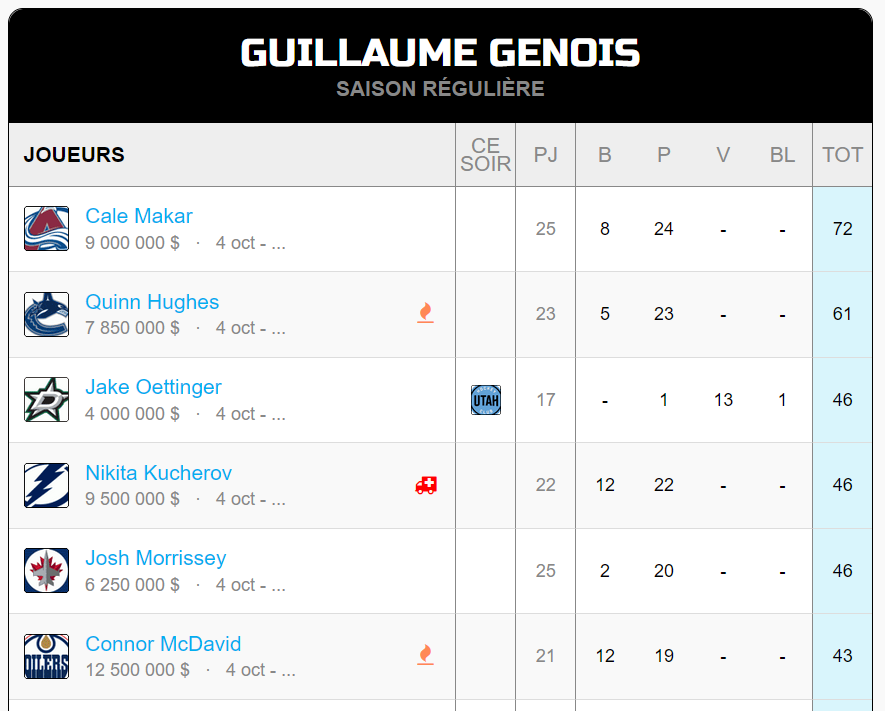 GUILLAUME GENOIS
SAISON RÉGULIÈRE
JOUEURS CE SOIR PJ B P V BL TOT
Cale Makar
9 000 000 $ · 4 oct - ... 25 8 24 - - 72
Quinn Hughes
7 850 000 $ · 4 oct - ... 23 5 23 - - 61
Jake Oettinger
4 000 000 $ · 4 oct - ... UTAH 17 - 1 13 1 46
Nikita Kucherov
9 500 000 $ · 4 oct - ... 22 12 22 - - 46
Josh Morrissey
6 250 000 $ · 4 oct - ... 25 2 20 - - 46
Connor McDavid
OILERS 12 500 000 $ · 4 oct - ... 21 12 19 - - 43